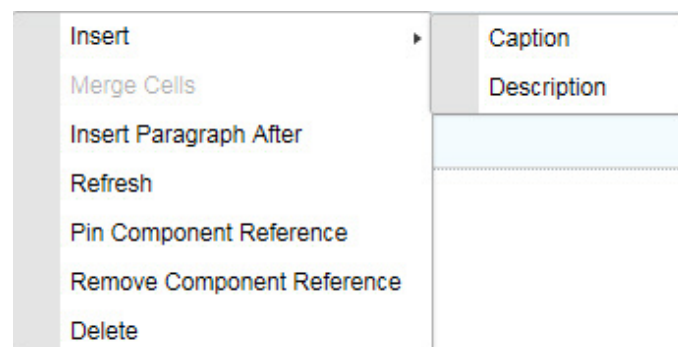 Insert
Merge Cells
Insert Paragraph After
Refresh
Pin Component Reference
Remove Component Reference
Delete
Caption
Description